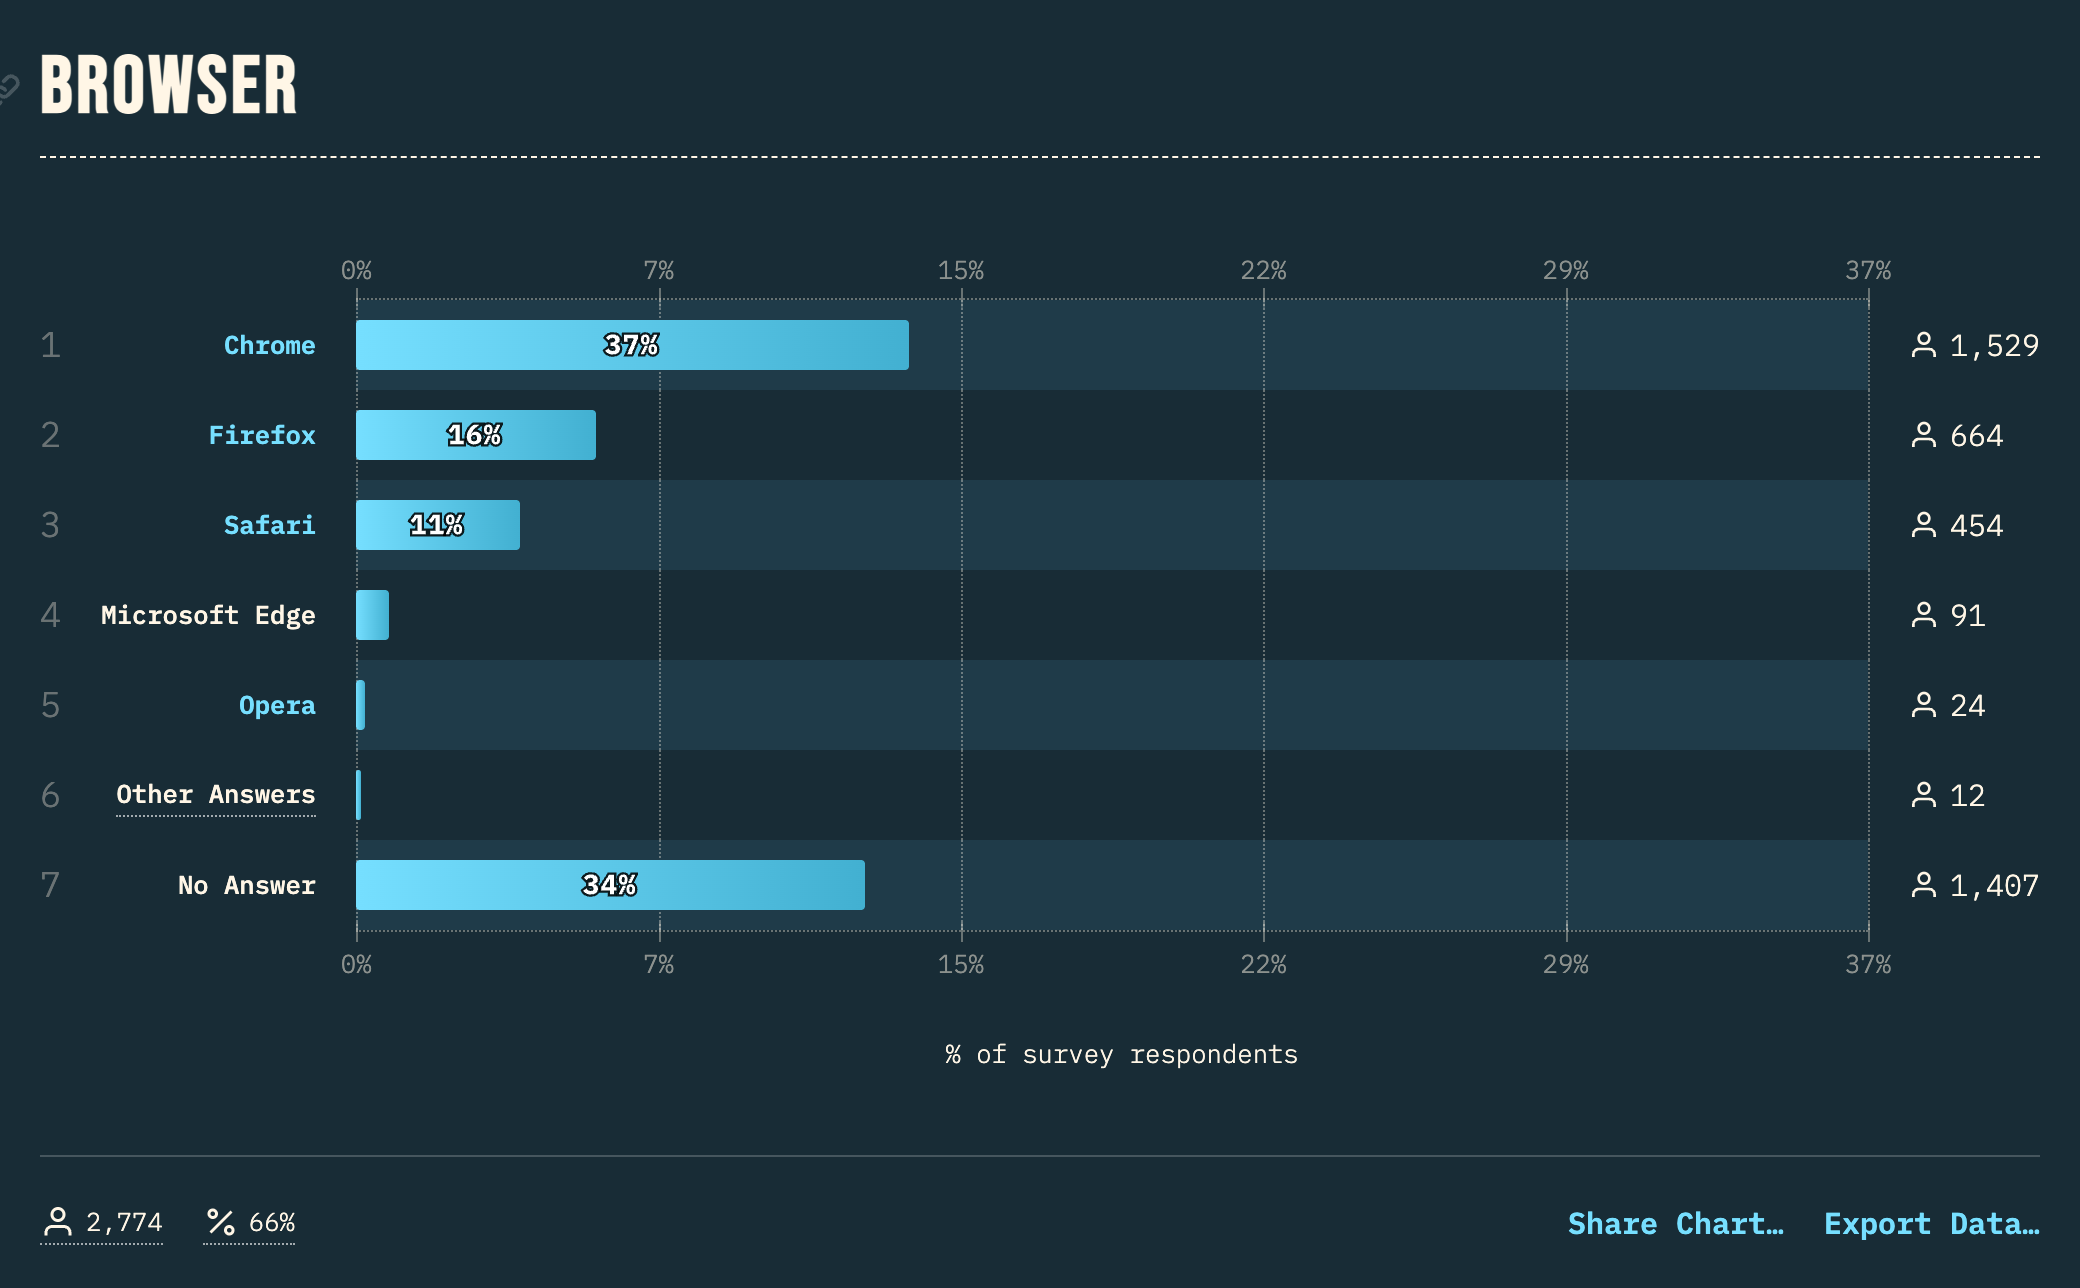 BROWSER
0% 7% 15% 22% 29% 37%
1 Chrome 37% 1,529
2 Firefox 16% 664
3 Safari 11% 454
4 Microsoft Edge 91
5 Opera 24
6 Other Answers 12
7 No Answer 34% 1,407
0% 7% 15% 22% 29% 37%
% of survey respondents
2,774 66% Share Chart… Export Data…